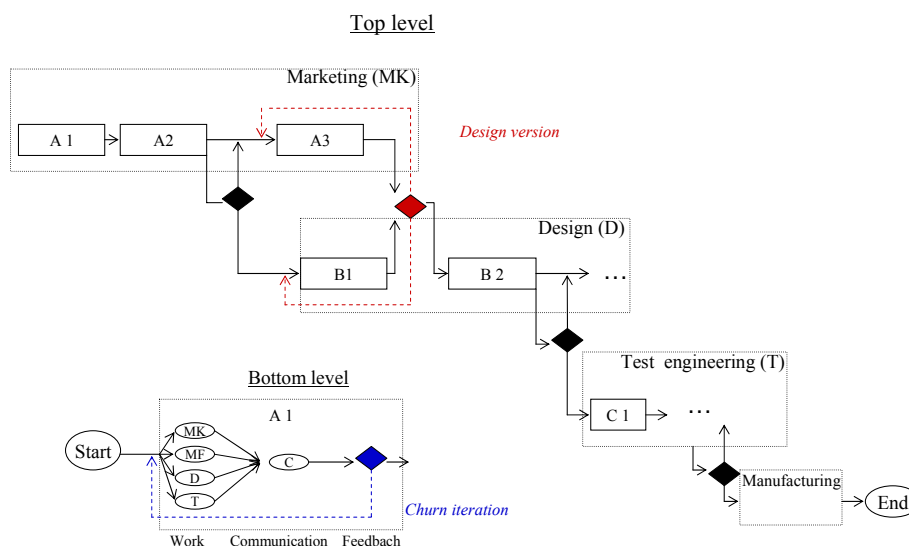 Top level
Marketing (MK)
A 1
A2
A3
Design version
Design (D)
B1
B 2
...
Test engineering (T)
C 1
...
Manufacturing
End
Bottom level
A 1
Start
MK
MF
D
T
C
Churn iteration
Work Communication Feedbach